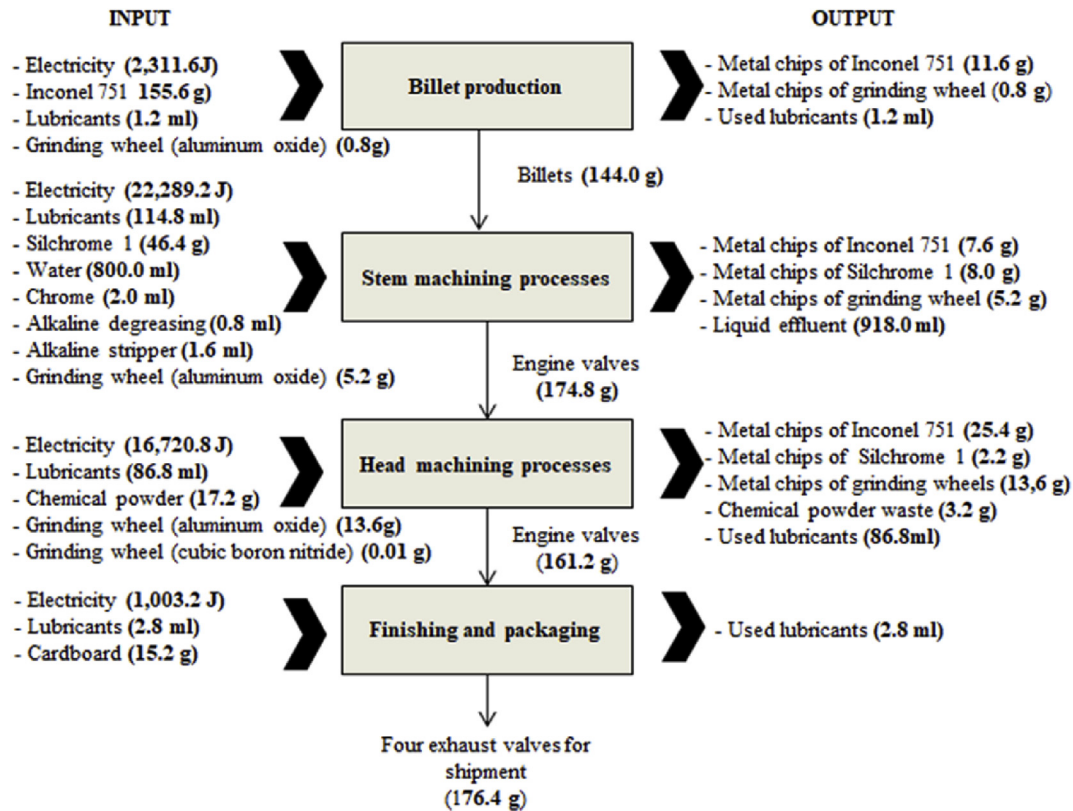 INPUT
OUTPUT
- Electricity (2,311.6J)
- Inconel 751 155.6 g)
- Lubricants (1.2 ml)
- Grinding wheel (aluminum oxide) (0.8g)
Billet production
- Metal chips of Inconel 751 (11.6 g)
- Metal chips of grinding wheel (0.8 g)
- Used lubricants (1.2 ml)
Billets (144.0 g)
- Electricity (22,289.2 J)
- Lubricants (114.8 ml)
- Silchrome 1 (46.4 g)
- Water (800.0 ml)
- Chrome (2.0 ml)
- Alkaline degreasing (0.8 ml)
- Alkaline stripper (1.6 ml)
- Grinding wheel (aluminum oxide) (5.2 g)
Stem machining processes
- Metal chips of Inconel 751 (7.6 g)
- Metal chips of Silchrome 1 (8.0 g)
- Metal chips of grinding wheel (5.2 g)
- Liquid effluent (918.0 ml)
Engine valves
(174.8 g)
- Electricity (16,720.8 J)
- Lubricants (86.8 ml)
- Chemical powder (17.2 g)
- Grinding wheel (aluminum oxide) (13.6g)
- Grinding wheel (cubic boron nitride) (0.01 g)
Head machining processes
- Metal chips of Inconel 751 (25.4 g)
- Metal chips of Silchrome 1 (2.2 g)
- Metal chips of grinding wheels (13,6 g)
- Chemical powder waste (3.2 g)
- Used lubricants (86.8ml)
Engine valves
(161.2 g)
- Electricity (1,003.2 J)
- Lubricants (2.8 ml)
- Cardboard (15.2 g)
Finishing and packaging
- Used lubricants (2.8 ml)
Four exhaust valves for
shipment
(176.4 g)